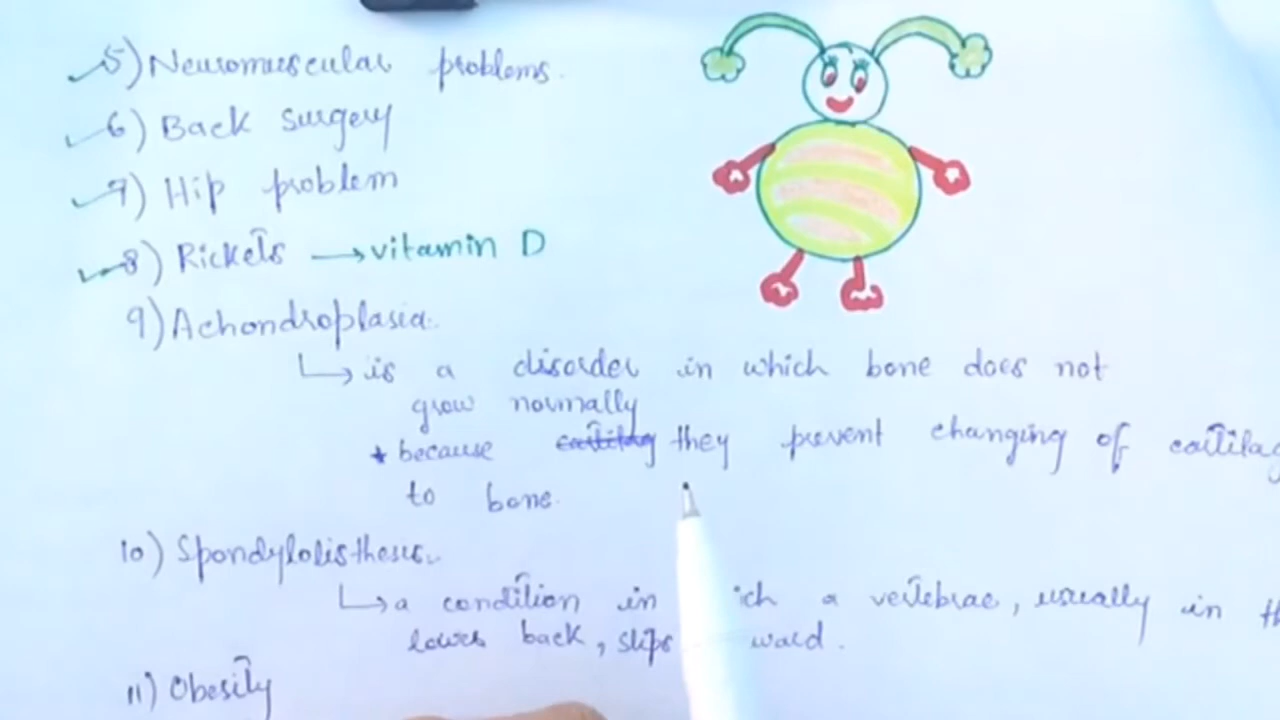 5) Neuromuscular problems.
6) Back surgery
7) Hip problem
8) Rickets → vitamin D
9) Achondroplasia.
↳ is a disorder in which bone does not
grow normally
* because they prevent changing of cartilag
to bone.
10) Spondylolisthesis.
↳ a condition in ich a vertebrae, usually in th
lower back, slips ward.
11) Obesity